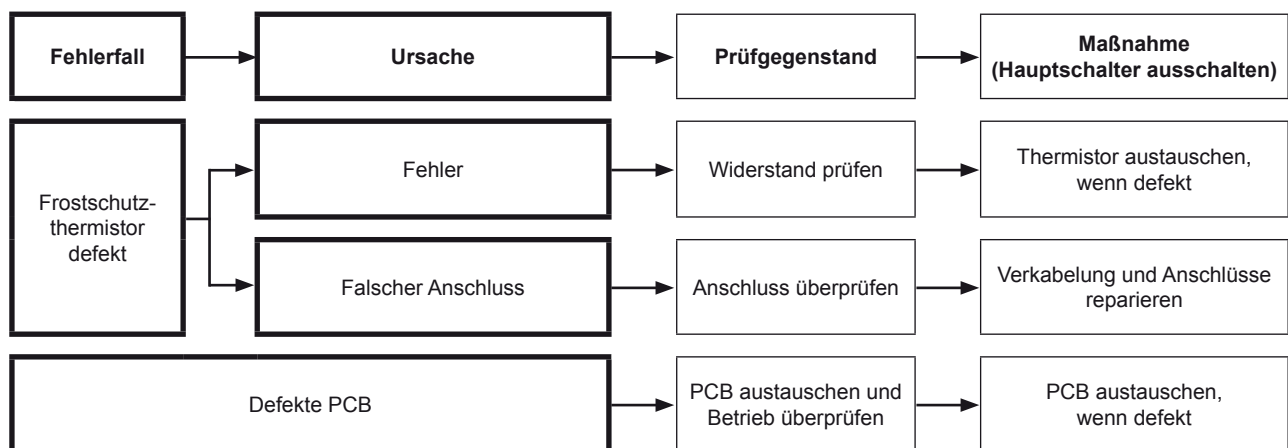 Fehlerfall
Ursache
Prüfgegenstand
Maßnahme
(Hauptschalter ausschalten)
Frostschutz-
thermistor
defekt
Fehler
Widerstand prüfen
Thermistor austauschen,
wenn defekt
Falscher Anschluss
Anschluss überprüfen
Verkabelung und Anschlüsse
reparieren
Defekte PCB
PCB austauschen und
Betrieb überprüfen
PCB austauschen,
wenn defekt